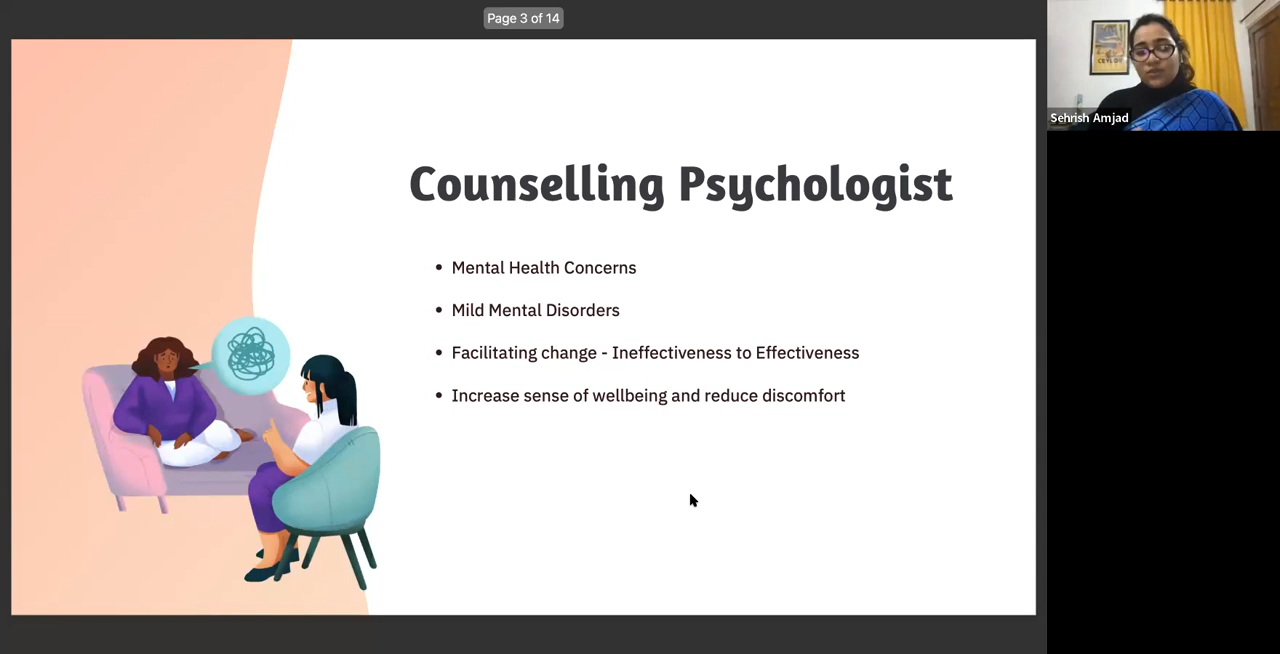 Page 3 of 14
Counselling Psychologist
• Mental Health Concerns
• Mild Mental Disorders
• Facilitating change - Ineffectiveness to Effectiveness
• Increase sense of wellbeing and reduce discomfort
CEYLON
Sehrish Amjad